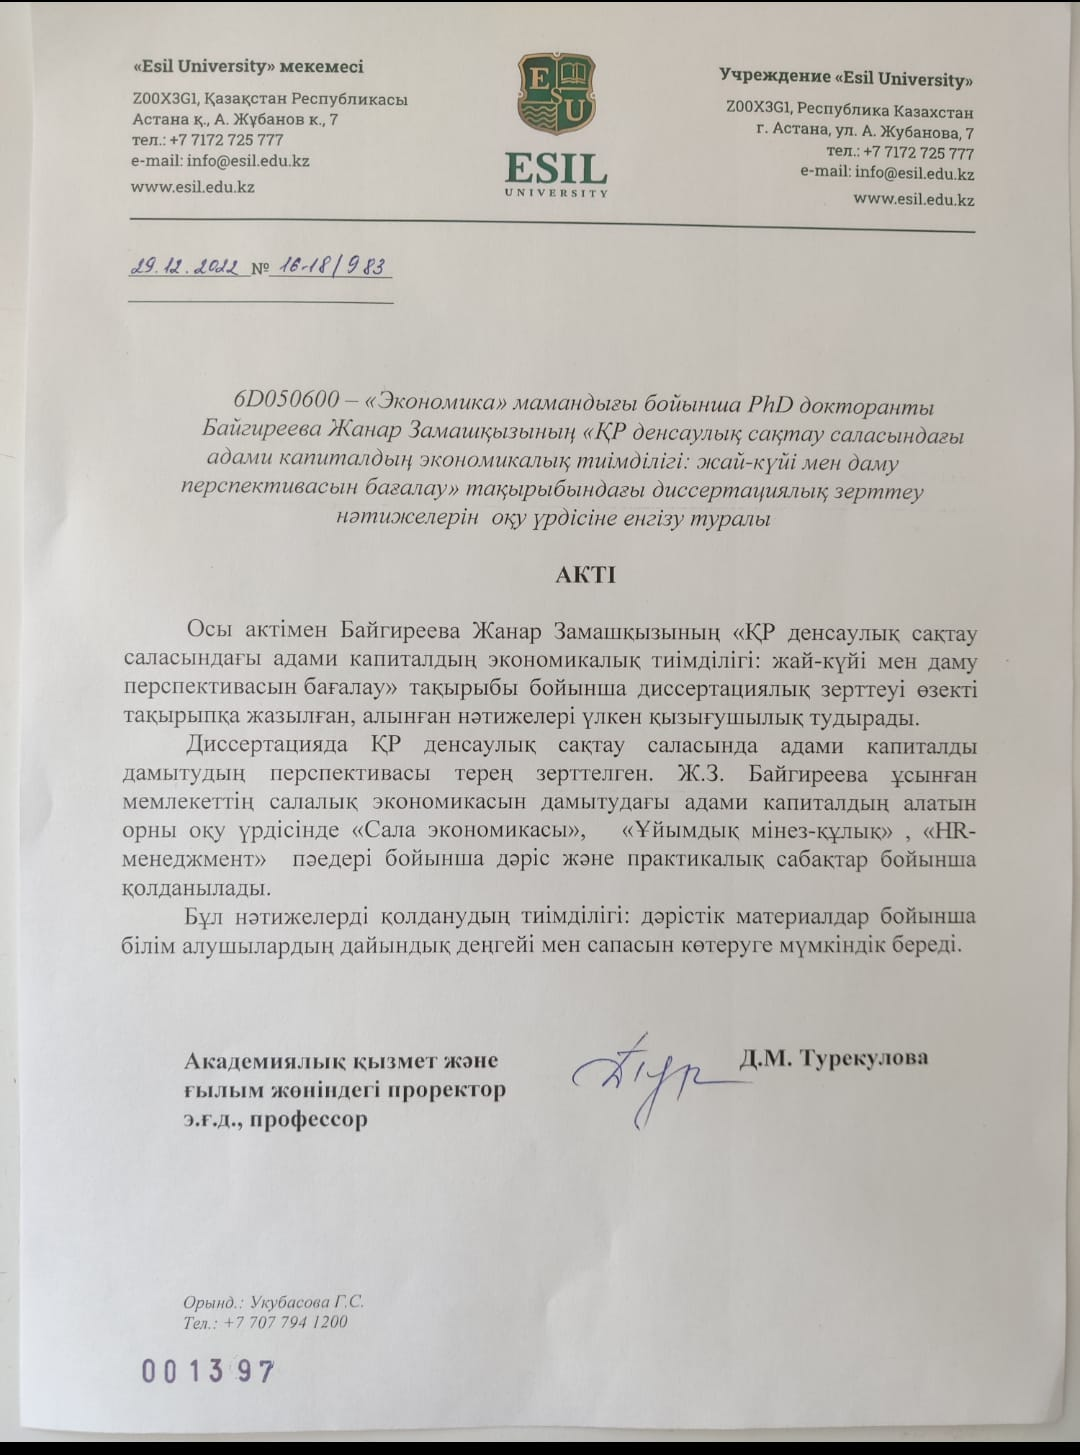 «Esil University» мекемесі
Z00X3G1, Қазақстан Республикасы
Астана қ., А. Жұбанов к., 7
тел.: +7 7172 725 777
e-mail: info@esil.edu.kz
www.esil.edu.kz
E S U
ESIL
UNIVERSITY
Учреждение «Esil University»
Z00X3G1, Республика Казахстан
г. Астана, ул. А. Жубанова, 7
тел.: +7 7172 725 777
e-mail: info@esil.edu.kz
www.esil.edu.kz
29.12.2022 № 16-18/983
6D050600 – «Экономика» мамандығы бойынша PhD докторанты
Байгиреева Жанар Замашқызының «ҚР денсаулық сақтау саласындағы
адами капиталдың экономикалық тиімділігі: жай-күйі мен даму
перспективасын бағалау» тақырыбындағы диссертациялық зерттеу
нәтижелерін оқу үрдісіне енгізу туралы
АКТІ
Осы актімен Байгиреева Жанар Замашқызының «ҚР денсаулық сақтау
саласындағы адами капиталдың экономикалық тиімділігі: жай-күйі мен даму
перспективасын бағалау» тақырыбы бойынша диссертациялық зерттеуі өзекті
тақырыпқа жазылған, алынған нәтижелері үлкен қызығушылық тудырады.
Диссертацияда ҚР денсаулық сақтау саласында адами капиталды
дамытудың перспективасы терең зерттелген. Ж.З. Байгиреева ұсынған
мемлекеттің салалық экономикасын дамытудағы адами капиталдың алатын
орны оқу үрдісінде «Сала экономикасы», «Ұйымдық мінез-құлық» , «HR-
менеджмент» пәедері бойынша дәріс және практикалық сабақтар бойынша
қолданылады.
Бұл нәтижелерді қолданудың тиімділігі: дәрістік материалдар бойынша
білім алушылардың дайындық деңгейі мен сапасын көтеруге мүмкіндік береді.
Академиялық қызмет және
ғылым жөніндегі проректор
э.ғ.д., профессор
Д.М. Турекулова
Орынд.: Укубасова Г.С.
Тел.: +7 707 794 1200
001397